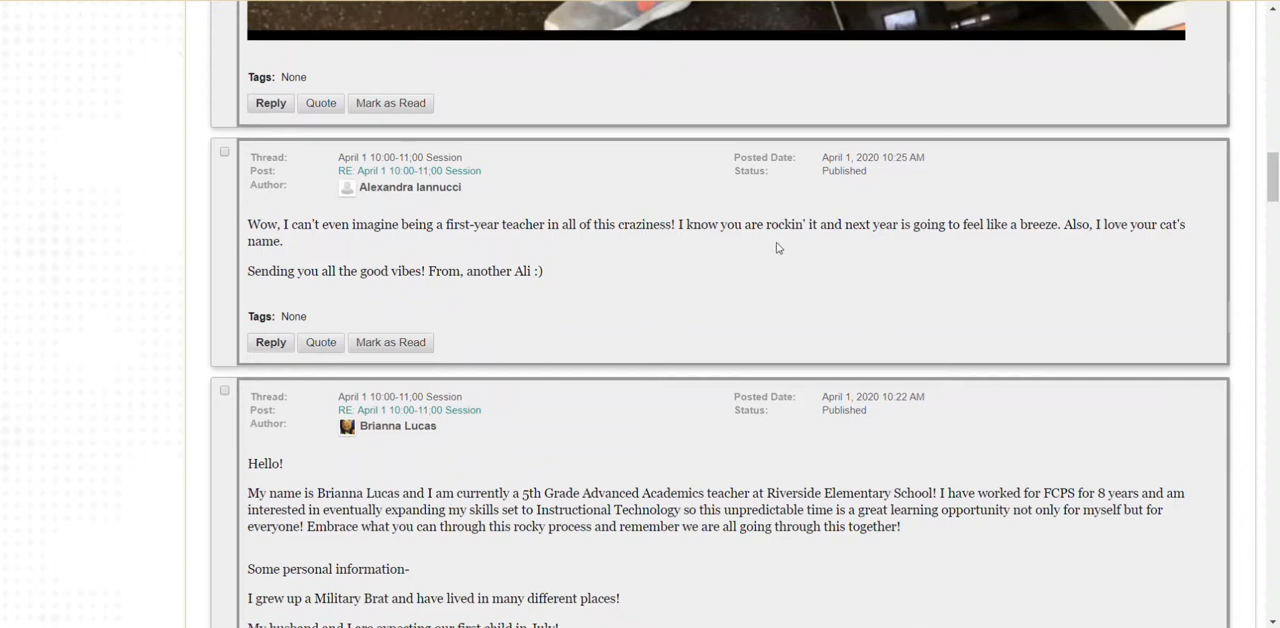 Tags: None
Reply Quote Mark as Read
Thread: April 1 10:00-11;00 Session Posted Date: April 1, 2020 10:25 AM
Post: RE: April 1 10:00-11;00 Session Status: Published
Author: Alexandra Iannucci
Wow, I can't even imagine being a first-year teacher in all of this craziness! I know you are rockin' it and next year is going to feel like a breeze. Also, I love your cat's
name.
Sending you all the good vibes! From, another Ali :)
Tags: None
Reply Quote Mark as Read
Thread: April 1 10:00-11;00 Session Posted Date: April 1, 2020 10:22 AM
Post: RE: April 1 10:00-11;00 Session Status: Published
Author: Brianna Lucas
Hello!
My name is Brianna Lucas and I am currently a 5th Grade Advanced Academics teacher at Riverside Elementary School! I have worked for FCPS for 8 years and am
interested in eventually expanding my skills set to Instructional Technology so this unpredictable time is a great learning opportunity not only for myself but for
everyone! Embrace what you can through this rocky process and remember we are all going through this together!
Some personal information-
I grew up a Military Brat and have lived in many different places!
My husband and I are expecting our first child in July!